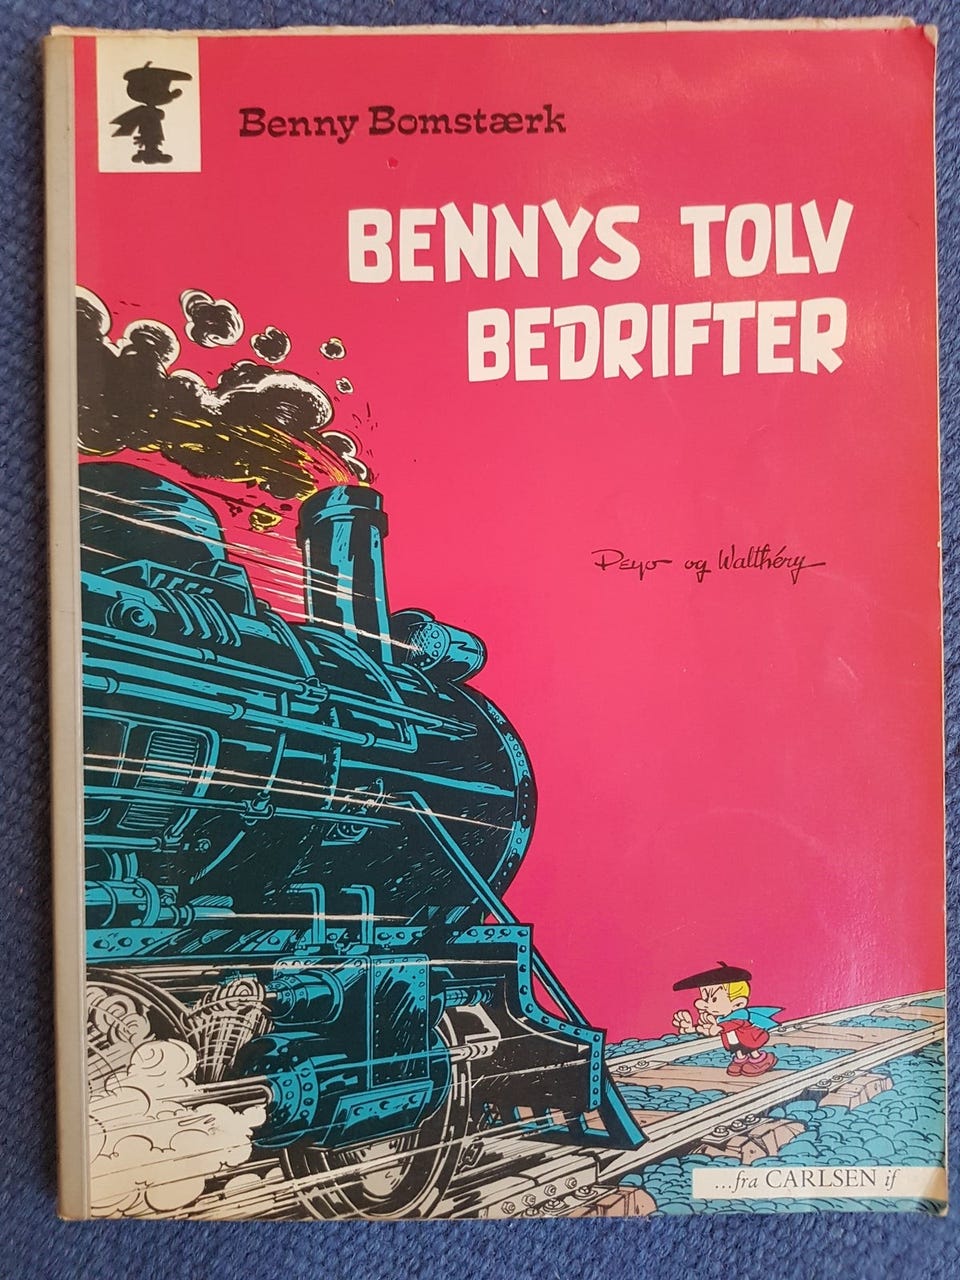 Benny Bomstærk
BENNYS TOLV
BEDRIFTER
Peyo og Walthéry
...fra CARLSEN if